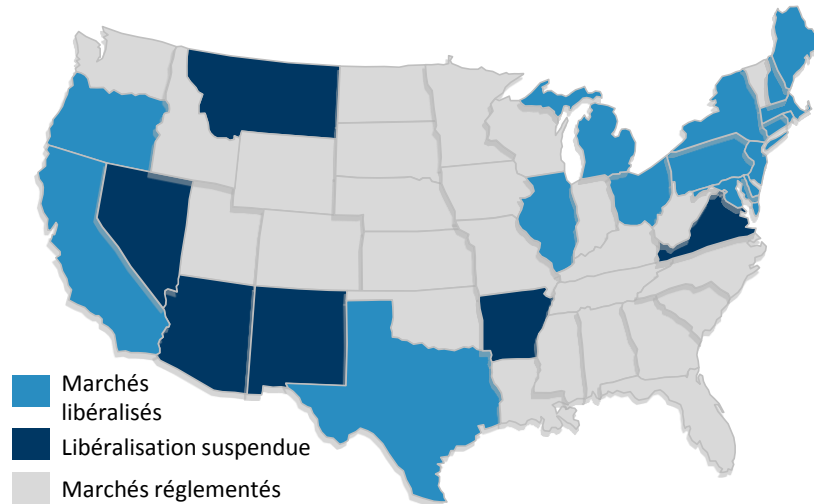 Marchés
libéralisés
Libéralisation suspendue
Marchés réglementés